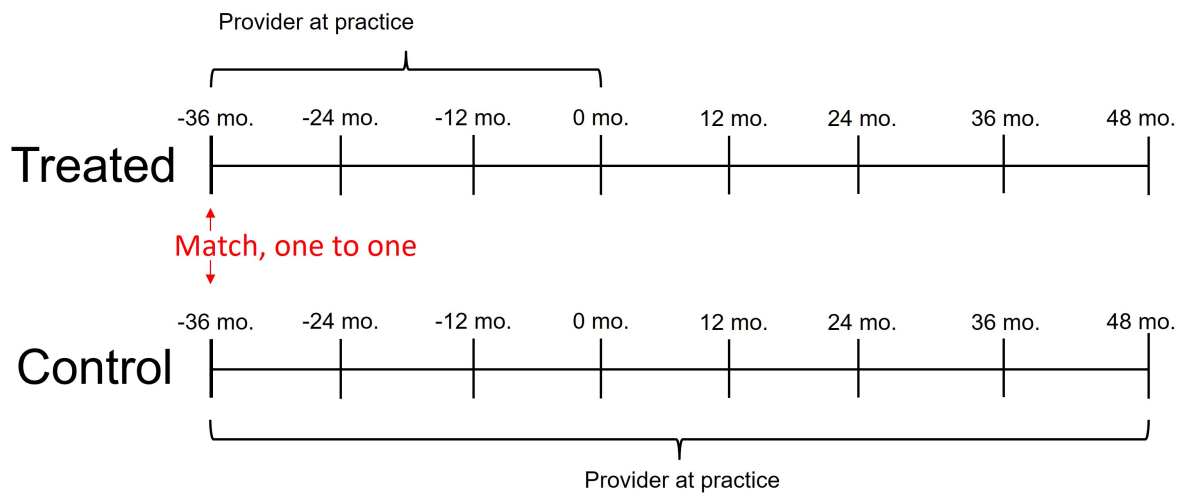 Provider at practice
-36 mo. -24 mo. -12 mo. 0 mo. 12 mo. 24 mo. 36 mo. 48 mo.
Treated
Match, one to one
-36 mo. -24 mo. -12 mo. 0 mo. 12 mo. 24 mo. 36 mo. 48 mo.
Control
Provider at practice